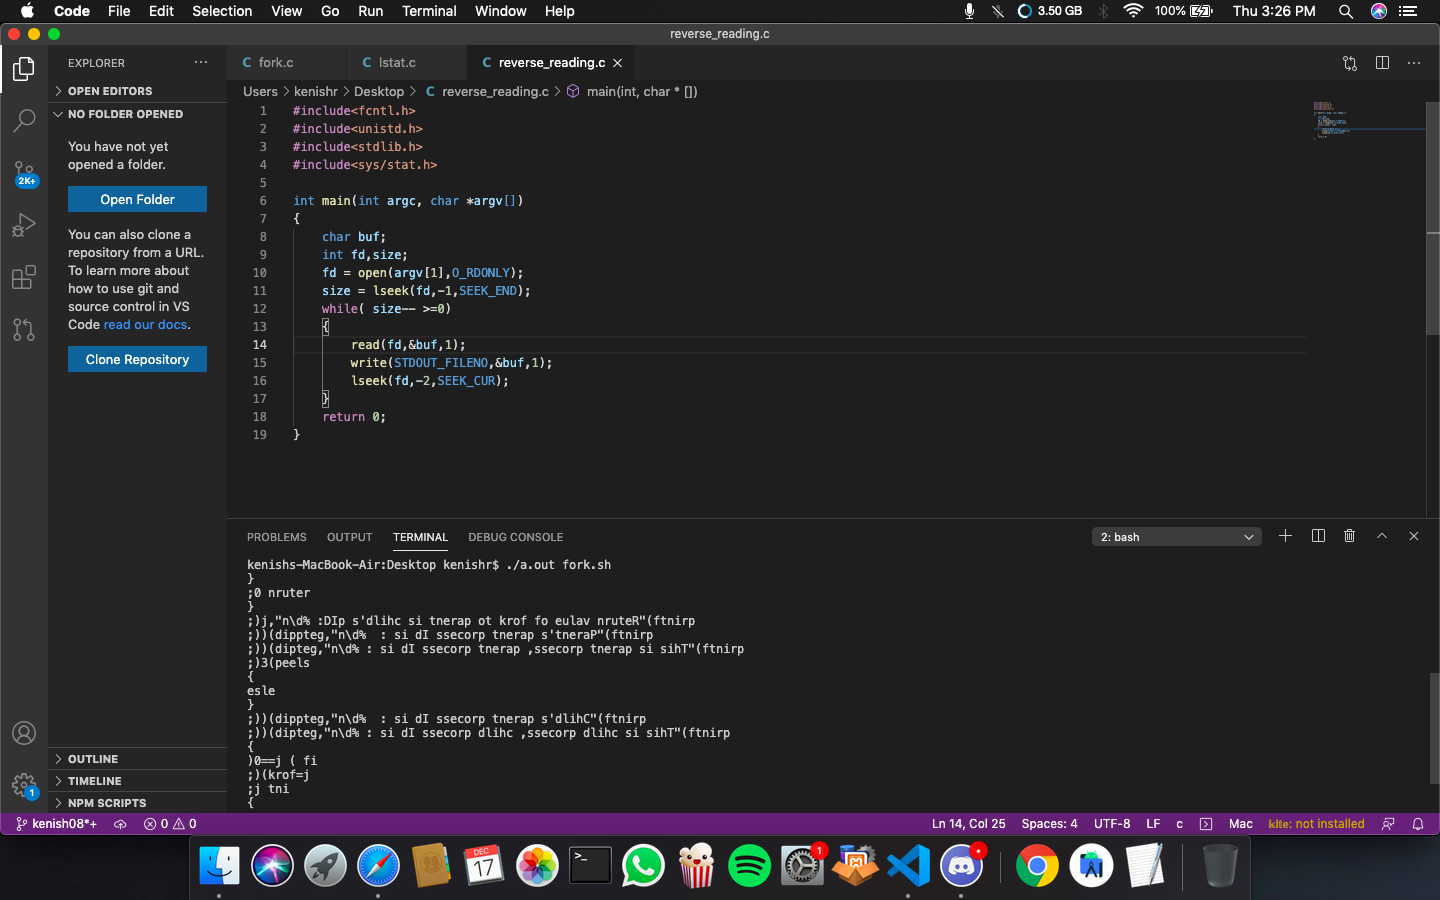 Code File Edit Selection View Go Run Terminal Window Help 3.50 GB 100% Thu 3:26 PM
reverse_reading.c
EXPLORER ···
OPEN EDITORS
NO FOLDER OPENED
You have not yet
opened a folder.
Open Folder
You can also clone a
repository from a URL.
To learn more about
how to use git and
source control in VS
Code read our docs.
Clone Repository
2K+
1
OUTLINE
TIMELINE
NPM SCRIPTS
C fork.c C lstat.c C reverse_reading.c
Users > kenishr > Desktop > C reverse_reading.c > main(int, char * [])
1 #include<fcntl.h>
2 #include<unistd.h>
3 #include<stdlib.h>
4 #include<sys/stat.h>
5
6 int main(int argc, char *argv[])
7 {
8 char buf;
9 int fd,size;
10 fd = open(argv[1],O_RDONLY);
11 size = lseek(fd,-1,SEEK_END);
12 while( size-- >=0)
13 {
14 read(fd,&buf,1);
15 write(STDOUT_FILENO,&buf,1);
16 lseek(fd,-2,SEEK_CUR);
17 }
18 return 0;
19 }
PROBLEMS OUTPUT TERMINAL DEBUG CONSOLE 2: bash
kenishs-MacBook-Air:Desktop kenishr$ ./a.out fork.sh
}
;0 nruter
}
;)j,"n\d% :DIp s'dlihc si tnerap ot krof fo eulav nruteR"(ftnirp
;))(dippteg,"n\d%  : si dI ssecorp tnerap s'tneraP"(ftnirp
;))(dipteg,"n\d% : si dI ssecorp tnerap ,ssecorp tnerap si sihT"(ftnirp
;)3(peels
{
esle
}
;))(dippteg,"n\d%  : si dI ssecorp tnerap s'dlihC"(ftnirp
;))(dipteg,"n\d% : si dI ssecorp dlihc ,ssecorp dlihc si sihT"(ftnirp
{
)0==j ( fi
;)(krof=j
;j tni
{
kenish08*+ 0 0 Ln 14, Col 25 Spaces: 4 UTF-8 LF c Mac kite: not installed
DEC
17
>_
1